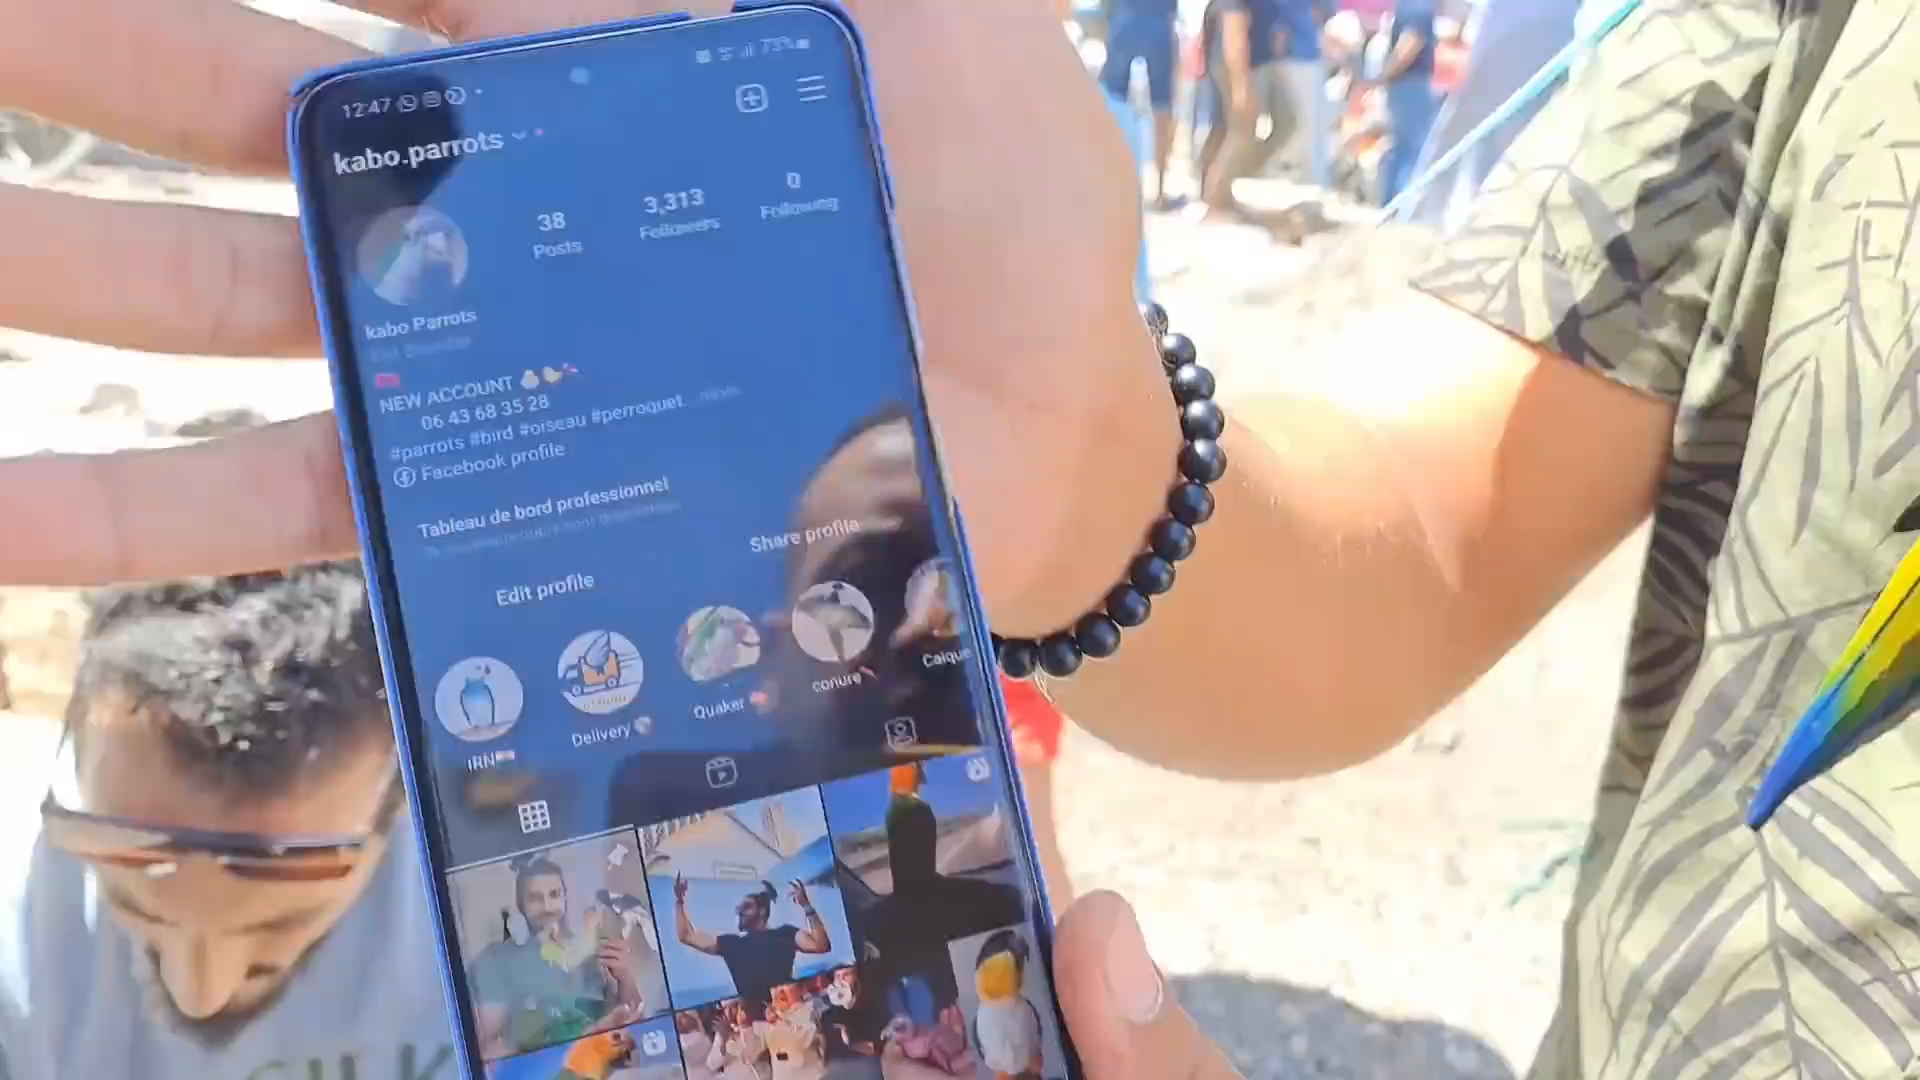 12:47
73%
kabo.parrots
38
Posts
3,313
Followers
0
Following
kabo Parrots
NEW ACCOUNT
06 43 68 35 28
#parrots #bird #oiseau #perroquet...
Facebook profile
Tableau de bord professionnel
Edit profile
Share profile
IRN
Delivery
Quaker
conure
Caique